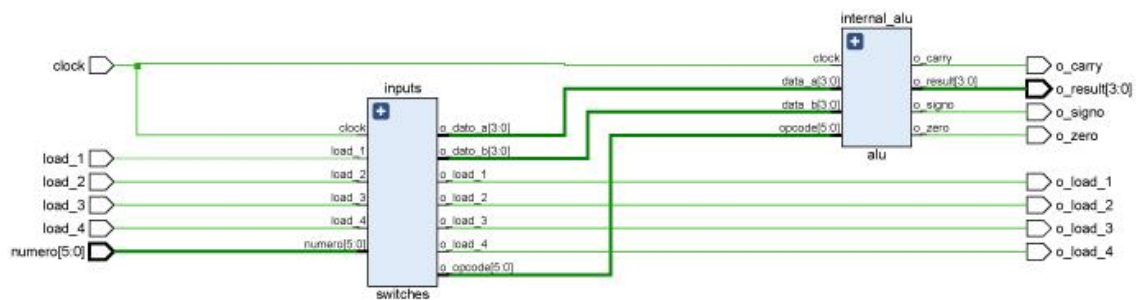 internal_alu
clock
clock
o_carry
o_carry
data_a[3:0]
o_result[3:0]
o_result[3:0]
data_b[3:0]
o_signo
o_signo
opcode[5:0]
o_zero
o_zero
alu
inputs
clock
o_dato_a[3:0]
load_1
load_1
o_dato_b[3:0]
load_2
load_2
o_load_1
o_load_1
load_3
load_3
o_load_2
o_load_2
load_4
load_4
o_load_3
o_load_3
numero[5:0]
numero[5:0]
o_load_4
o_load_4
o_opcode[5:0]
switches